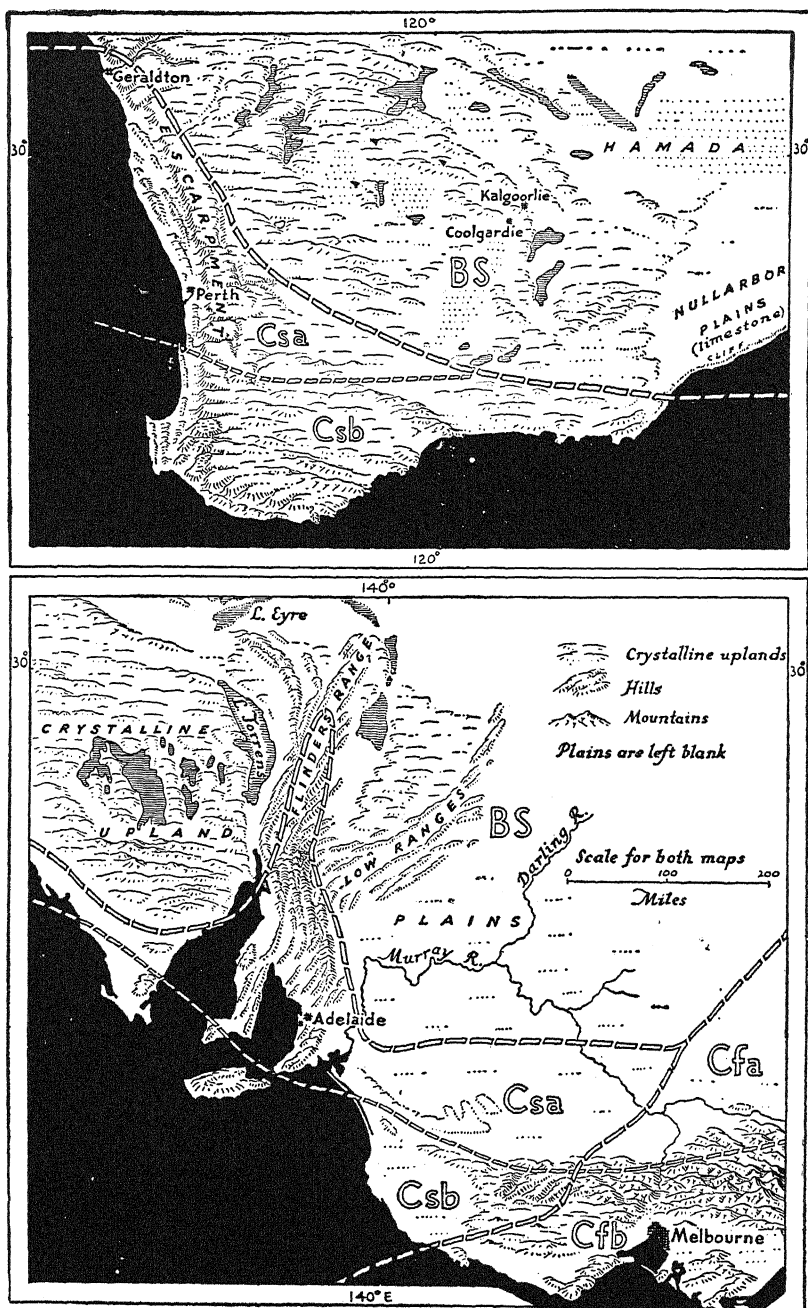 120°
Geraldton
30°
30°
HAMADA
ESCARPMENT
Kalgoorlie
Coolgardie
BS
NULLARBOR
PLAINS
(limestone)
CLIFF
Perth
Csa
Csb
120°
140°
L. Eyre
30°
30°
Crystalline uplands
Hills
Mountains
Plains are left blank
FLINDERS RANGE
L. Torrens
CRYSTALLINE
UPLAND
LOW RANGES
BS
Darling R.
Scale for both maps
0 100 200
Miles
PLAINS
Murray R.
Adelaide
Cfa
Csa
Csb
Cfb
Melbourne
140°E